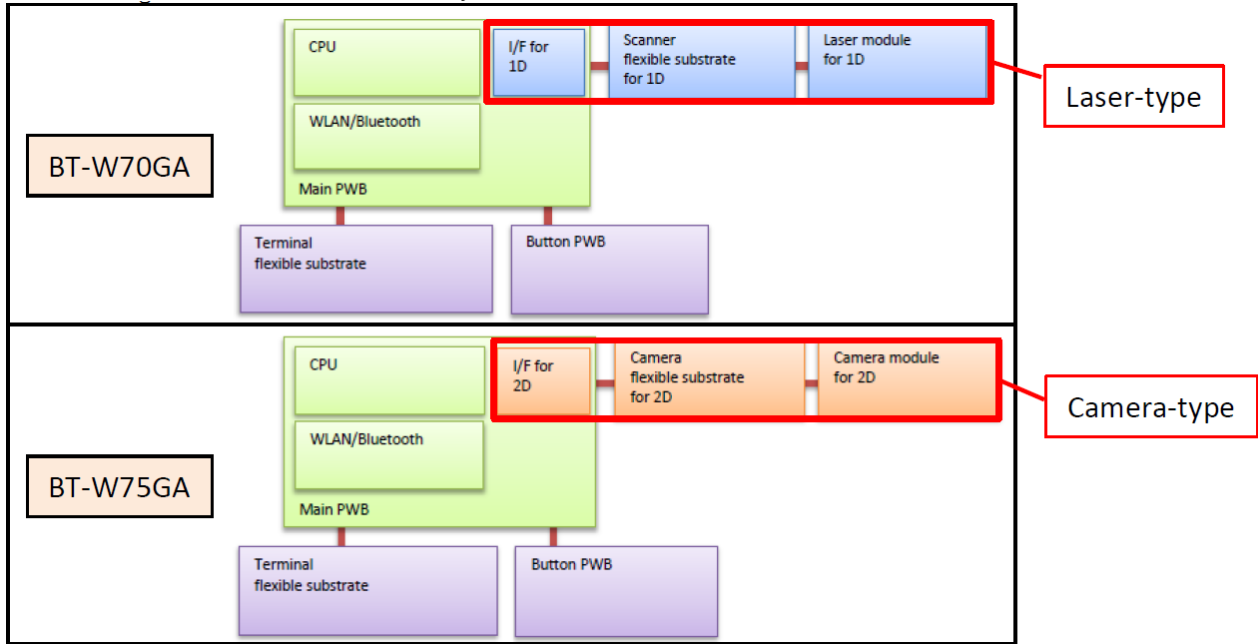 CPU
I/F for
1D
Scanner
flexible substrate
for 1D
Laser module
for 1D
Laser-type
WLAN/Bluetooth
BT-W70GA
Main PWB
Terminal
flexible substrate
Button PWB
CPU
I/F for
2D
Camera
flexible substrate
for 2D
Camera module
for 2D
Camera-type
WLAN/Bluetooth
BT-W75GA
Main PWB
Terminal
flexible substrate
Button PWB